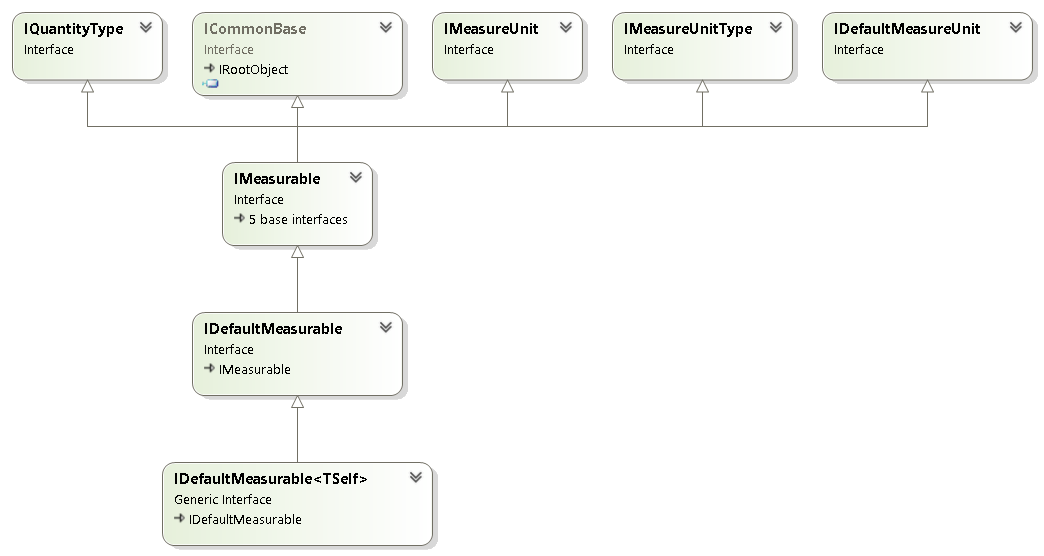 IQuantityType
Interface
ICommonBase
Interface
IRootObject
IMeasureUnit
Interface
IMeasureUnitType
Interface
IDefaultMeasureUnit
Interface
IMeasurable
Interface
5 base interfaces
IDefaultMeasurable
Interface
IMeasurable
IDefaultMeasurable<TSelf>
Generic Interface
IDefaultMeasurable